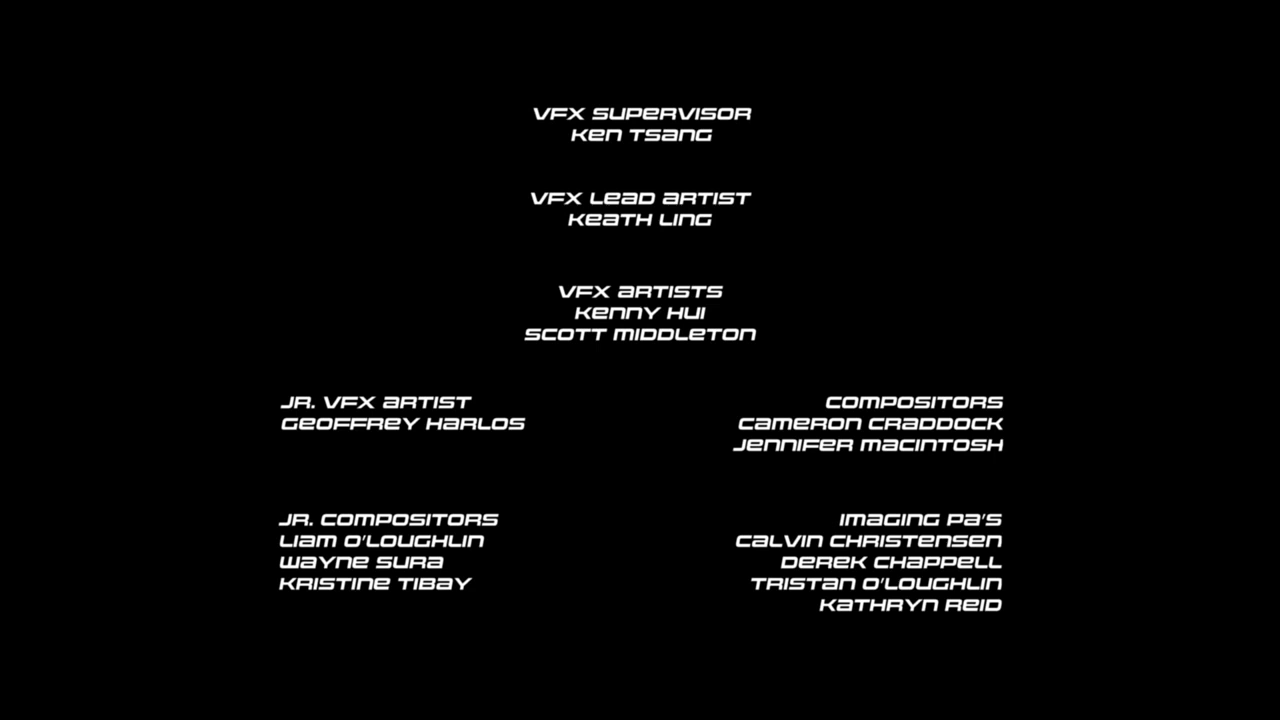 VFX SUPERVISOR
KEN TSANG
VFX LEAD ARTIST
KEATH LING
VFX ARTISTS
KENNY HUI
SCOTT MIDDLETON
JR. VFX ARTIST
GEOFFREY HARLOS
COMPOSITORS
CAMERON CRADDOCK
JENNIFER MACINTOSH
JR. COMPOSITORS
LIAM O'LOUGHLIN
WAYNE SURA
KRISTINE TIBAY
IMAGING PA'S
CALVIN CHRISTENSEN
DEREK CHAPPELL
TRISTAN O'LOUGHLIN
KATHRYN REID